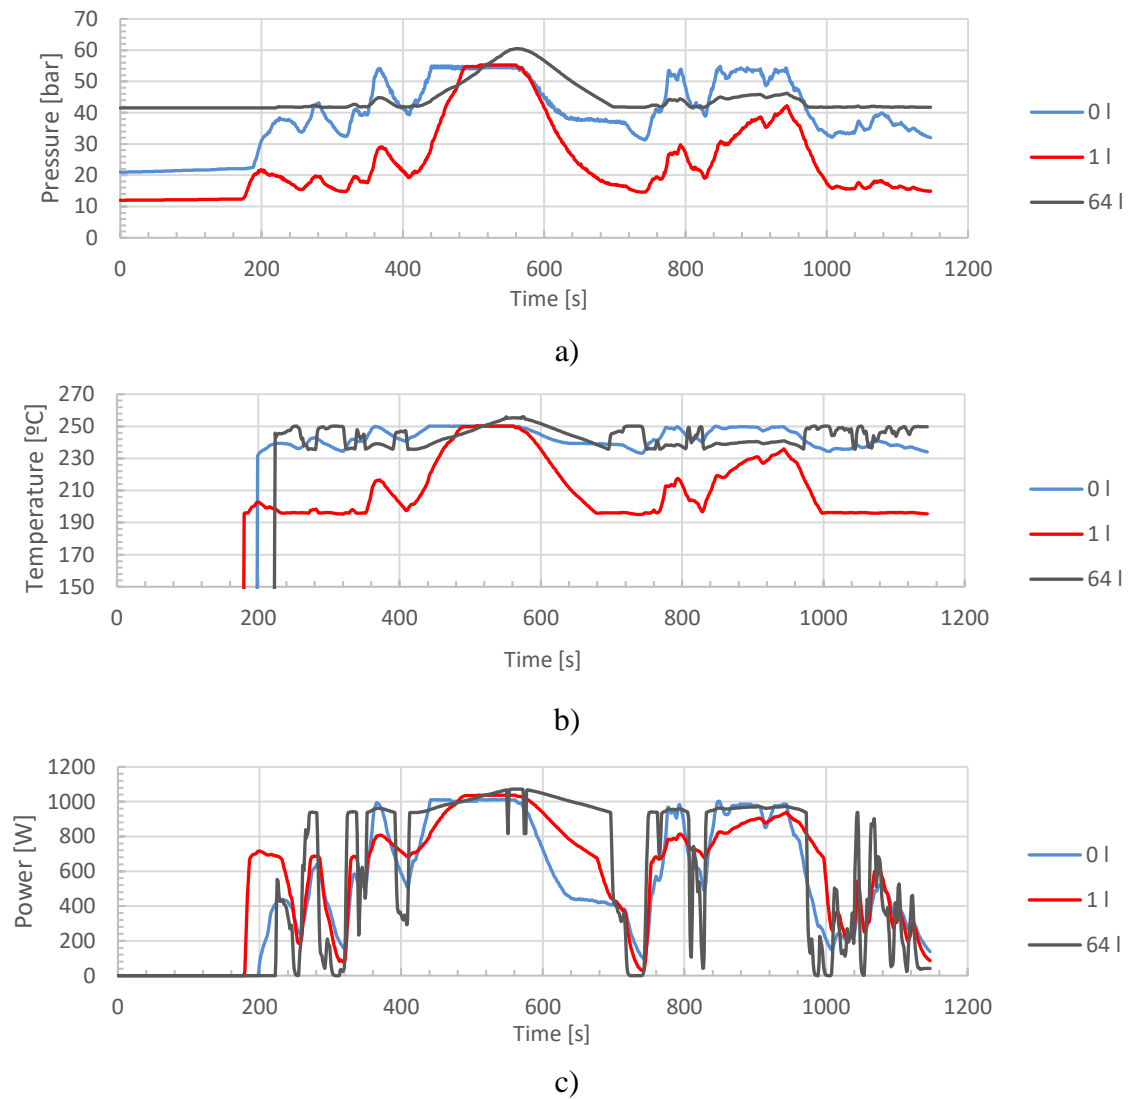 70
60
50
40
30
20
10
0
Pressure [bar]
0 200 400 600 800 1000 1200
Time [s]
0 l
1 l
64 l
a)
270
250
230
210
190
170
150
Temperature [ºC]
0 200 400 600 800 1000 1200
Time [s]
0 l
1 l
64 l
b)
1200
1000
800
600
400
200
0
Power [W]
0 200 400 600 800 1000 1200
Time [s]
0 l
1 l
64 l
c)